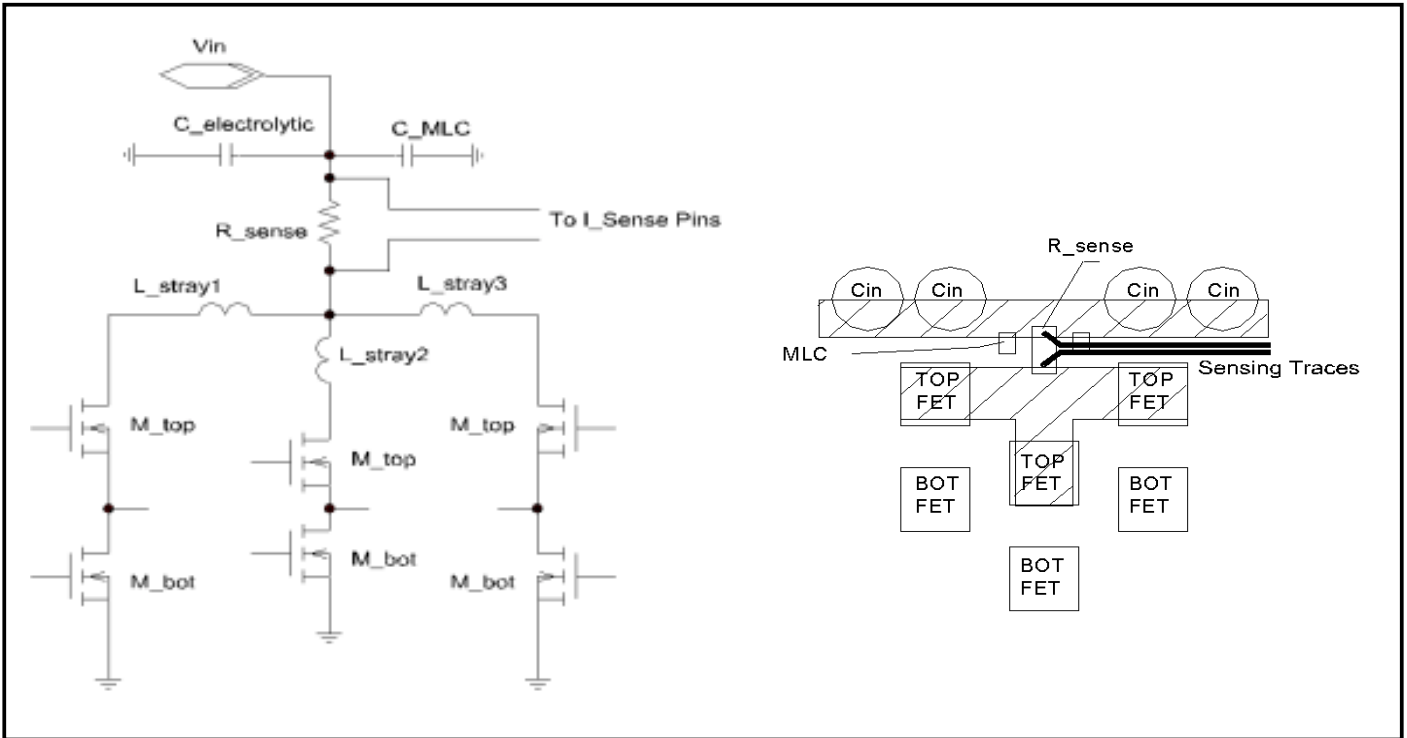 Vin
C_electrolytic
C_MLC
R_sense
To I_Sense Pins
L_stray1
L_stray3
L_stray2
M_top
M_top
M_top
M_bot
M_bot
M_bot
R_sense
Cin
Cin
Cin
Cin
MLC
Sensing Traces
TOP
FET
TOP
FET
TOP
FET
BOT
FET
BOT
FET
BOT
FET